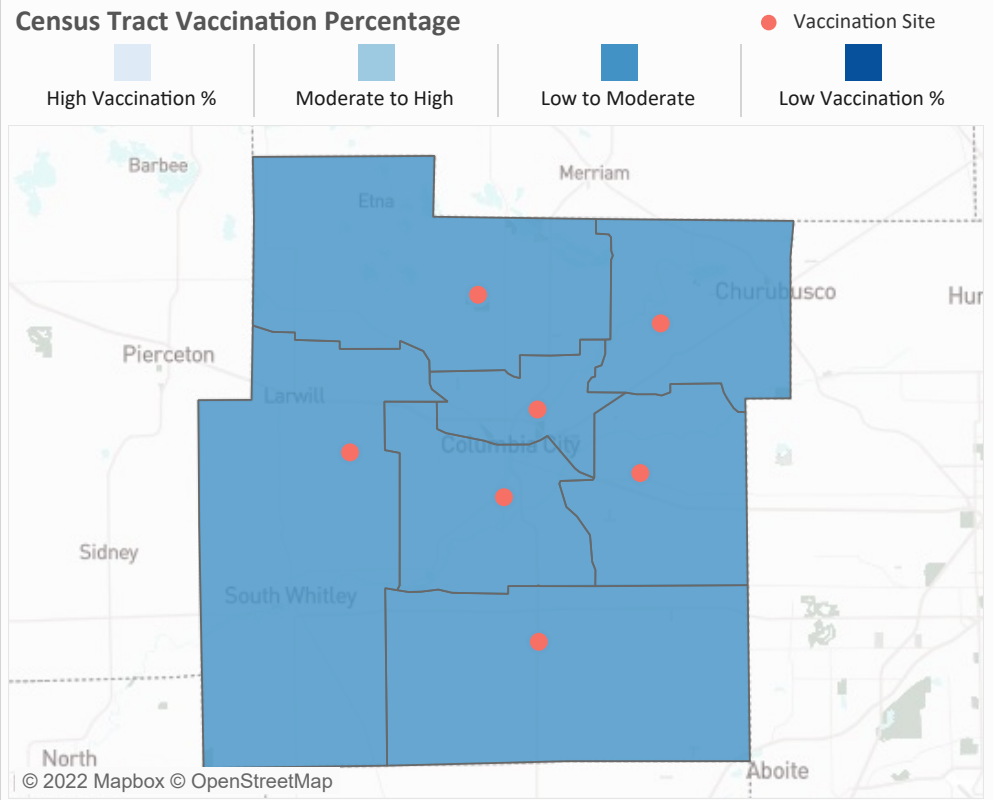 Census Tract Vaccination Percentage
Vaccination Site
High Vaccination %
Moderate to High
Low to Moderate
Low Vaccination %
Barbee
Merriam
Etna
Churubusco
Hur
Pierceton
Larwill
Columbia City
Sidney
South Whitley
North
Aboite
© 2022 Mapbox © OpenStreetMap